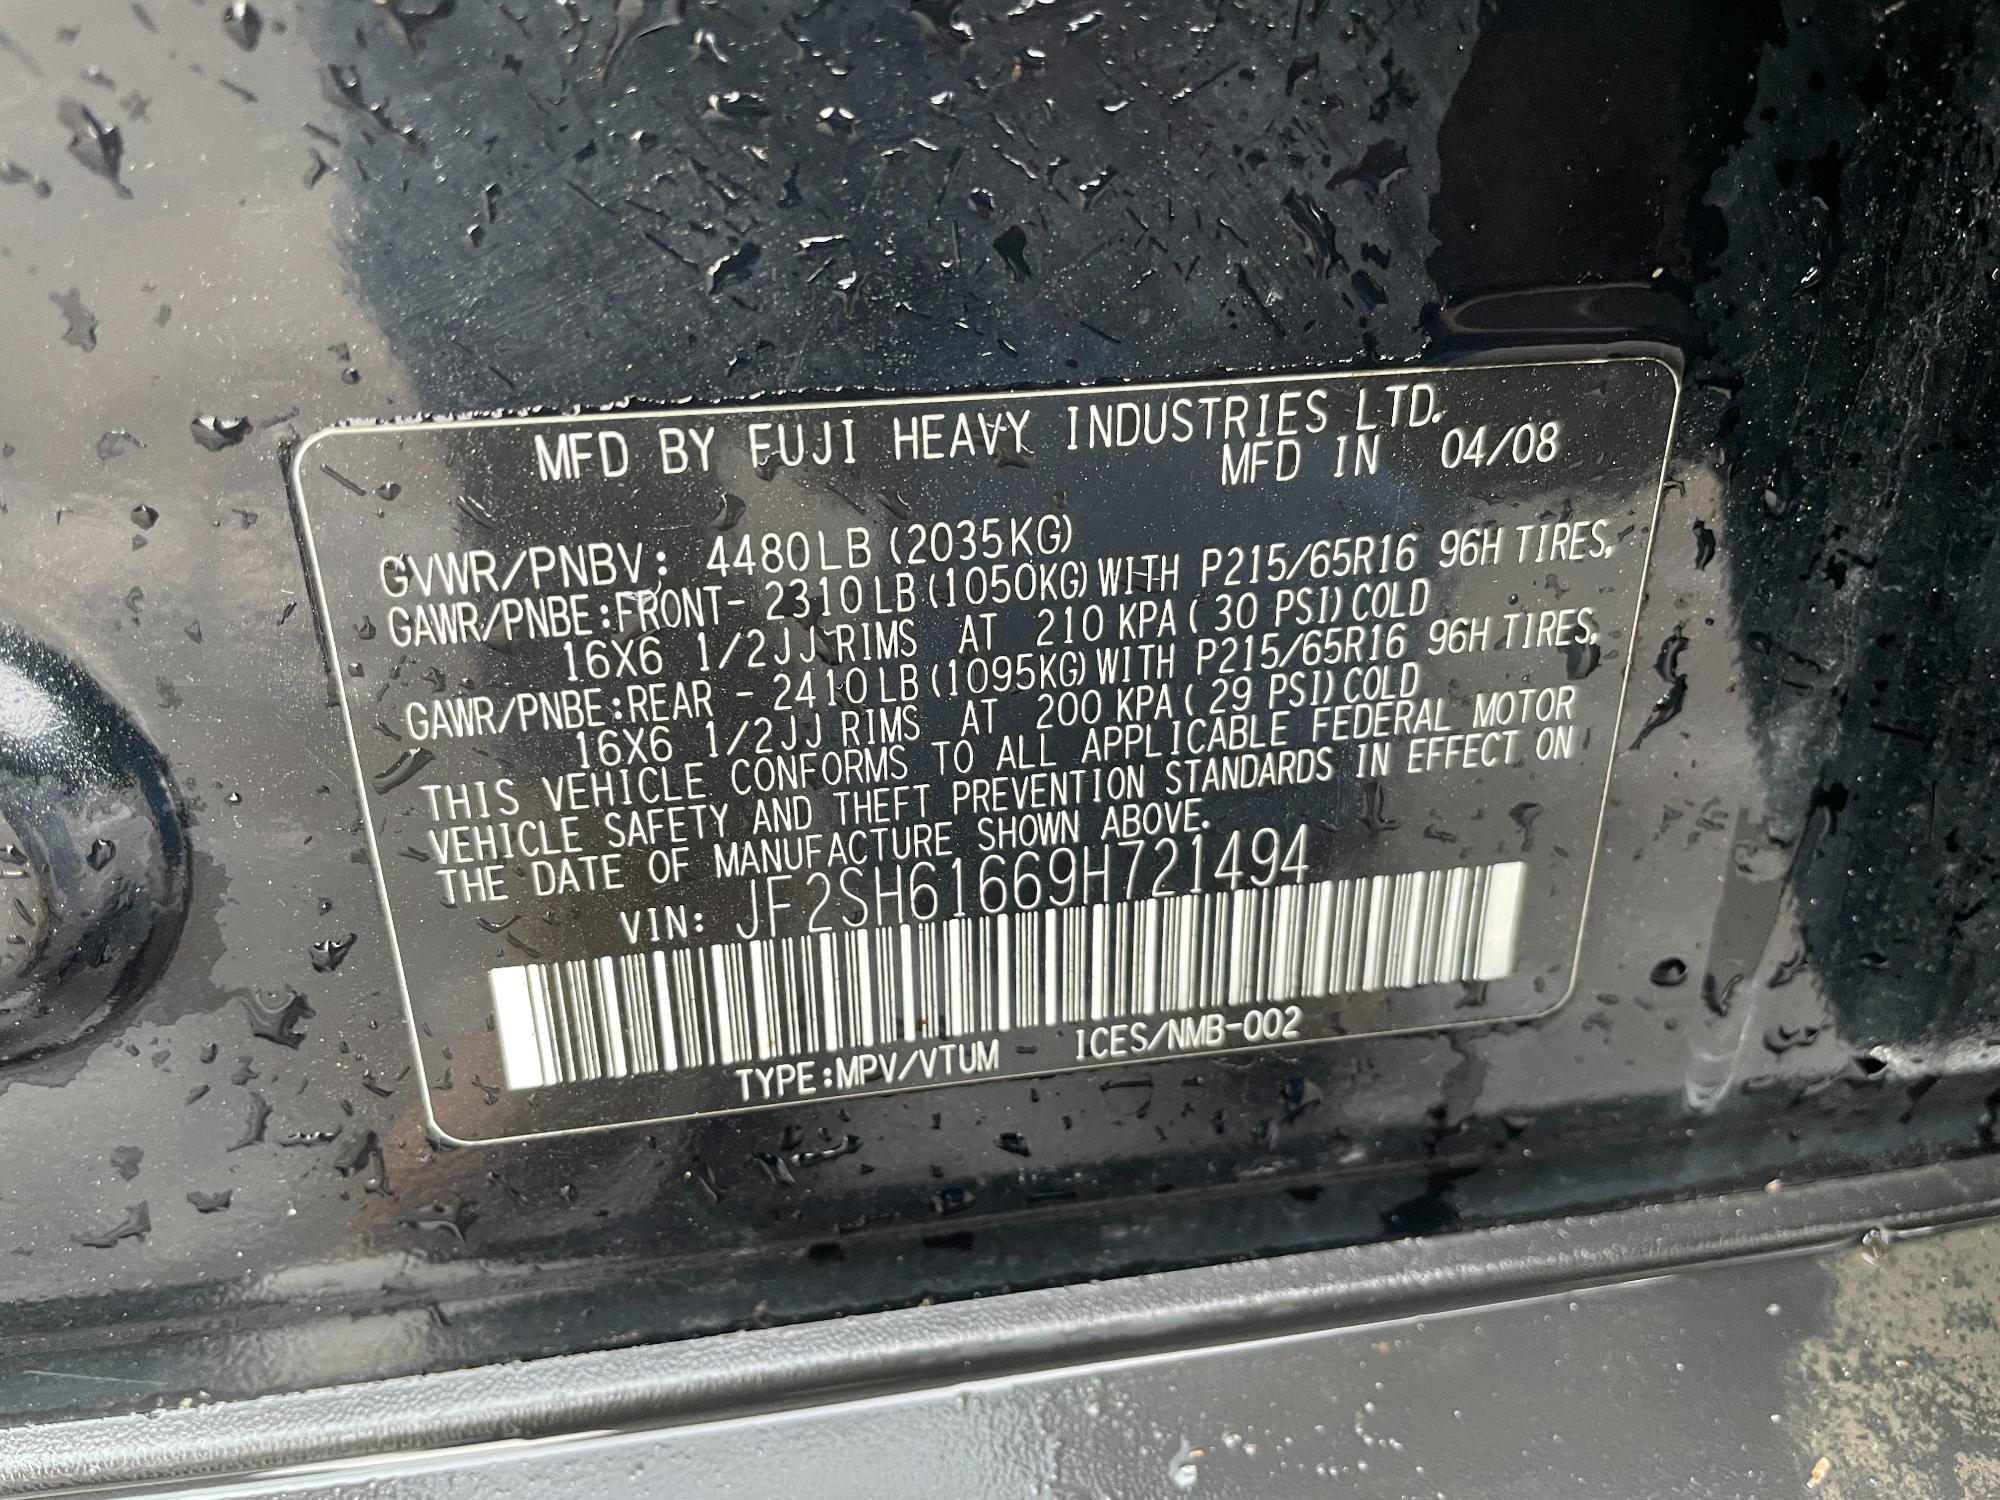 MFD BY FUJI HEAVY INDUSTRIES LTD.
MFD IN 04/08
GVWR/PNBV: 4480LB (2035KG)
GAWR/PNBE:FRONT- 2310LB (1050KG) WITH P215/65R16 96H TIRES,
16X6 1/2JJ RIMS AT 210 KPA ( 30 PSI) COLD
GAWR/PNBE:REAR - 2410LB (1095KG) WITH P215/65R16 96H TIRES,
16X6 1/2JJ RIMS AT 200 KPA ( 29 PSI) COLD
THIS VEHICLE CONFORMS TO ALL APPLICABLE FEDERAL MOTOR
VEHICLE SAFETY AND THEFT PREVENTION STANDARDS IN EFFECT ON
THE DATE OF MANUFACTURE SHOWN ABOVE.
VIN: JF2SH61669H721494
TYPE:MPV/VTUM ICES/NMB-002